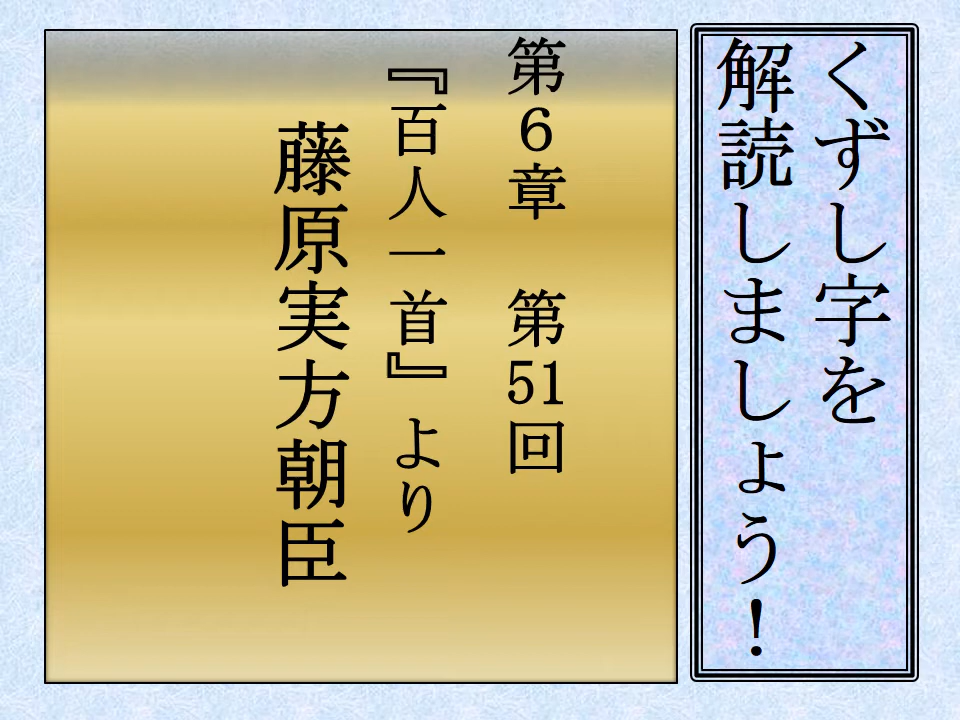 くずし字を
解読しましょう！
第６章　第51回
『百人一首』より
藤原実方朝臣